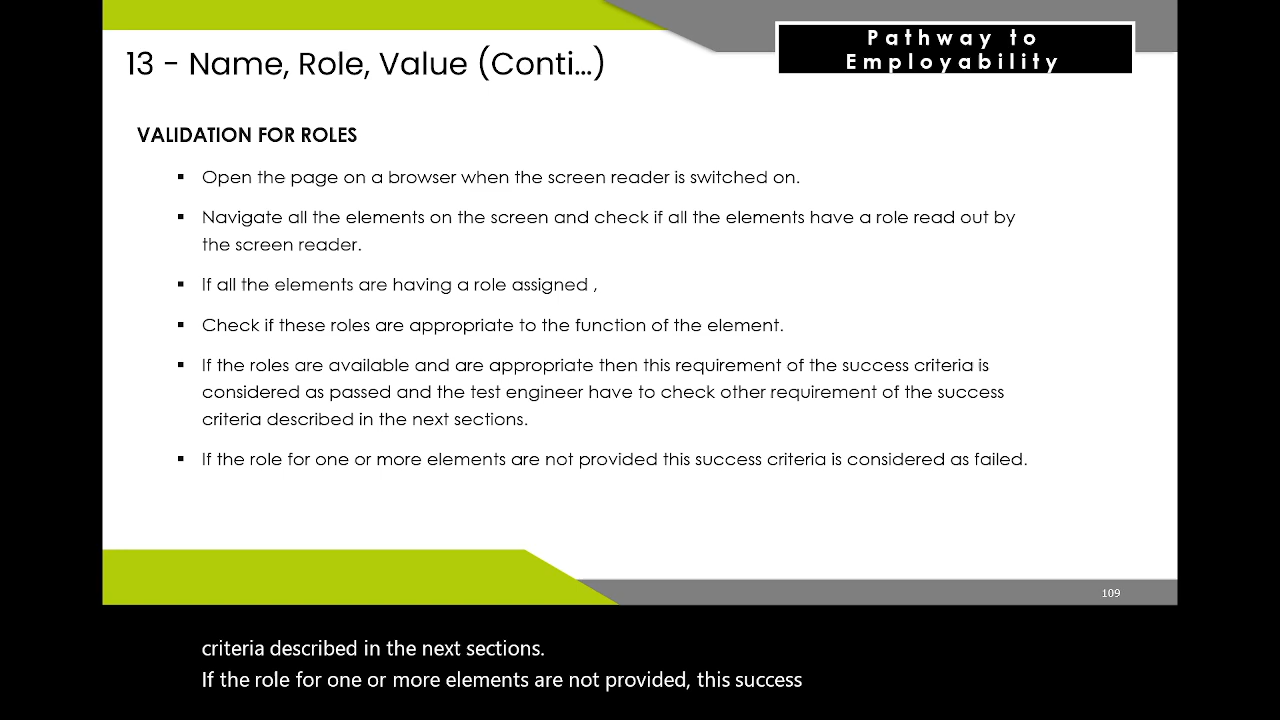 Pathway to
Employability
13 - Name, Role, Value (Conti...)
VALIDATION FOR ROLES
▪ Open the page on a browser when the screen reader is switched on.
▪ Navigate all the elements on the screen and check if all the elements have a role read out by
the screen reader.
▪ If all the elements are having a role assigned ,
▪ Check if these roles are appropriate to the function of the element.
▪ If the roles are available and are appropriate then this requirement of the success criteria is
considered as passed and the test engineer have to check other requirement of the success
criteria described in the next sections.
▪ If the role for one or more elements are not provided this success criteria is considered as failed.
109
criteria described in the next sections.
If the role for one or more elements are not provided, this success